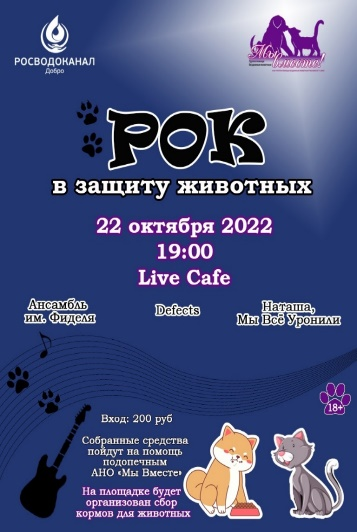 РОСВОДОКАНАЛ
Добро
Мы вместе!
РОК
в защиту животных
22 октября 2022
19:00
Live Cafe
Ансамбль
им. Фиделя
Defects
Наташа,
Мы Всё Уронили
18+
Вход: 200 руб
Собранные средства
пойдут на помощь
подопечным
АНО «Мы Вместе»
На площадке будет
организован сбор
кормов для животных